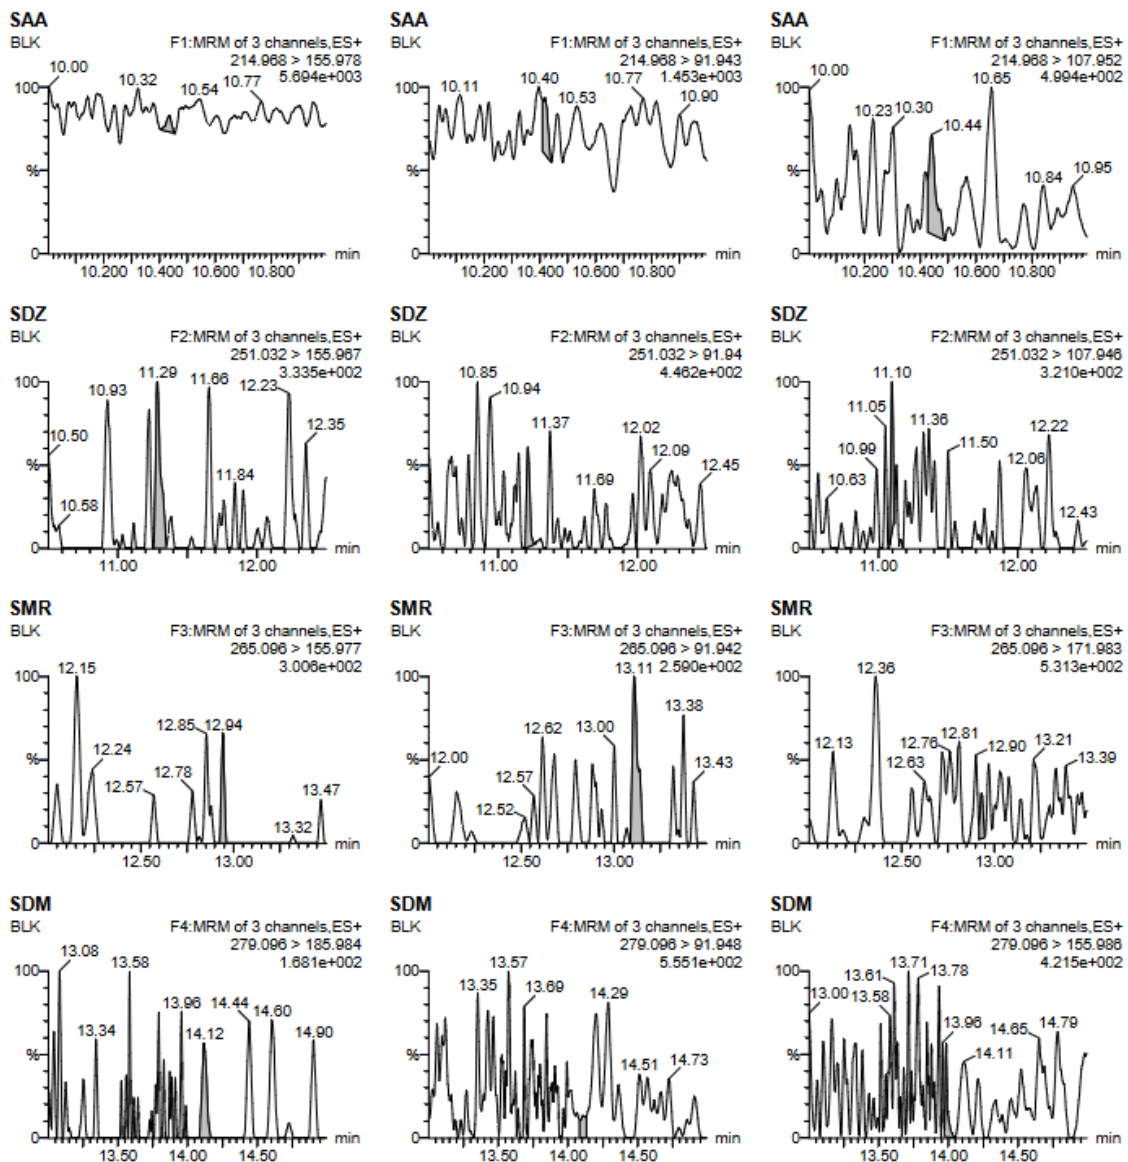 SAA
BLK
F1:MRM of 3 channels,ES+
214.968 > 155.978
5.694e+003
10.00
10.32
10.54
10.77
100
%
0
min
10.200 10.400 10.600 10.800
SAA
BLK
F1:MRM of 3 channels,ES+
214.968 > 91.943
1.453e+003
10.11
10.40
10.53
10.77
10.90
100
%
0
min
10.200 10.400 10.600 10.800
SAA
BLK
F1:MRM of 3 channels,ES+
214.968 > 107.952
4.994e+002
10.00
10.23
10.30
10.44
10.65
10.84
10.95
100
%
0
min
10.200 10.400 10.600 10.800
SDZ
BLK
F2:MRM of 3 channels,ES+
251.032 > 155.967
3.335e+002
10.50
10.58
10.93
11.29
11.66
11.84
12.23
12.35
100
%
0
min
11.00 12.00
SDZ
BLK
F2:MRM of 3 channels,ES+
251.032 > 91.94
4.462e+002
10.85
10.94
11.37
11.69
12.02
12.09
12.45
100
%
0
min
11.00 12.00
SDZ
BLK
F2:MRM of 3 channels,ES+
251.032 > 107.946
3.210e+002
10.63
10.99
11.05
11.10
11.36
11.50
12.06
12.22
12.43
100
%
0
min
11.00 12.00
SMR
BLK
F3:MRM of 3 channels,ES+
265.096 > 155.977
3.006e+002
12.15
12.24
12.57
12.78
12.85
12.94
13.32
13.47
100
%
0
min
12.50 13.00
SMR
BLK
F3:MRM of 3 channels,ES+
265.096 > 91.942
2.590e+002
12.00
12.52
12.57
12.62
13.00
13.11
13.38
13.43
100
%
0
min
12.50 13.00
SMR
BLK
F3:MRM of 3 channels,ES+
265.096 > 171.983
5.313e+002
12.13
12.36
12.63
12.76
12.81
12.90
13.21
13.39
100
%
0
min
12.50 13.00
SDM
BLK
F4:MRM of 3 channels,ES+
279.096 > 185.984
1.681e+002
13.08
13.34
13.58
13.96
14.12
14.44
14.60
14.90
100
%
0
min
13.50 14.00 14.50
SDM
BLK
F4:MRM of 3 channels,ES+
279.096 > 91.948
5.551e+002
13.35
13.57
13.69
14.29
14.51
14.73
100
%
0
min
13.50 14.00 14.50
SDM
BLK
F4:MRM of 3 channels,ES+
279.096 > 155.986
4.215e+002
13.00
13.58
13.61
13.71
13.78
13.96
14.11
14.65
14.79
100
%
0
min
13.50 14.00 14.50